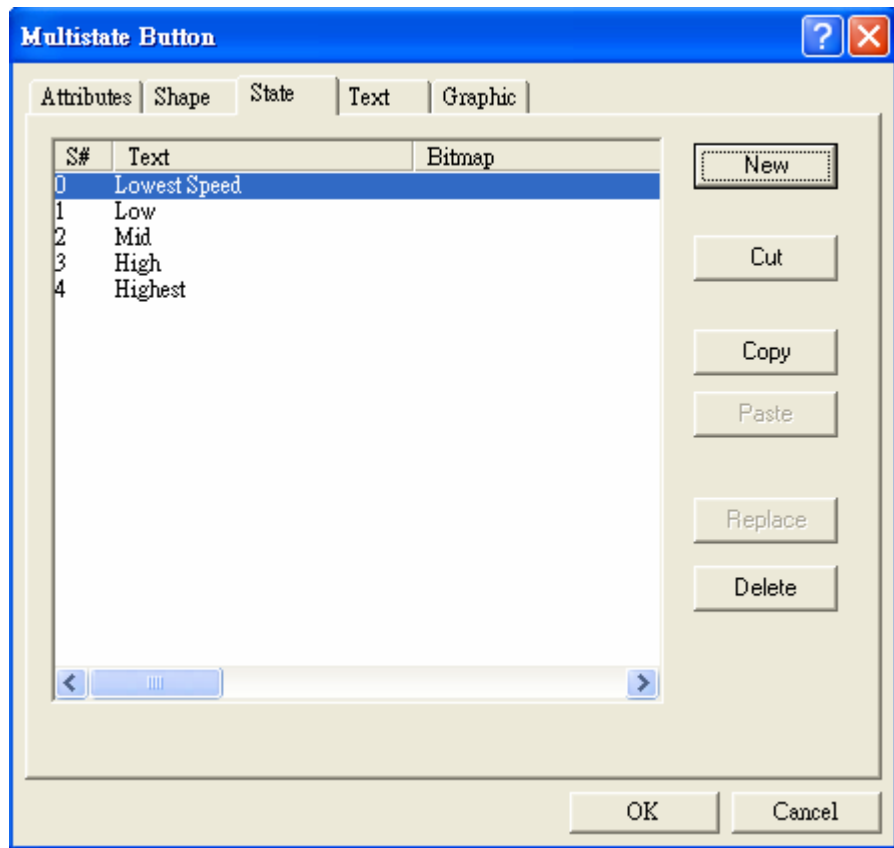 Multistate Button
Attributes Shape State Text Graphic
S# Text Bitmap
0 Lowest Speed
1 Low
2 Mid
3 High
4 Highest
New
Cut
Copy
Paste
Replace
Delete
OK Cancel